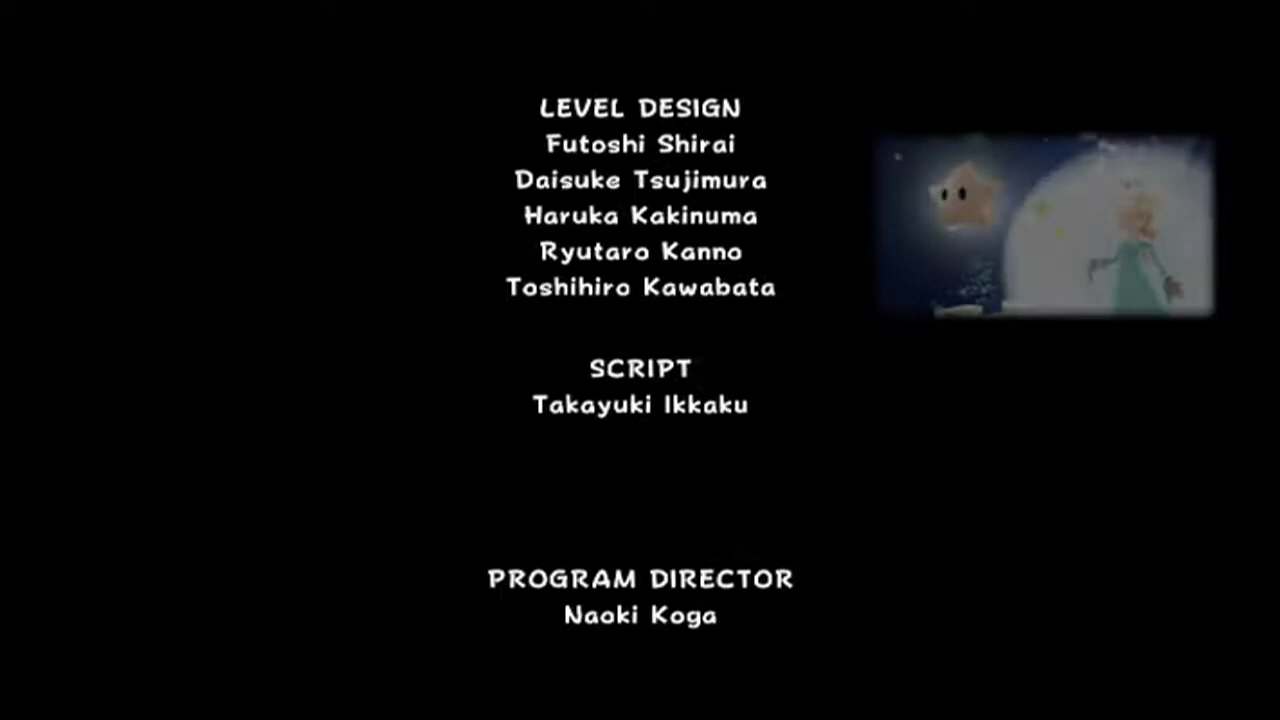 LEVEL DESIGN
Futoshi Shirai
Daisuke Tsujimura
Haruka Kakinuma
Ryutaro Kanno
Toshihiro Kawabata
SCRIPT
Takayuki Ikkaku
PROGRAM DIRECTOR
Naoki Koga